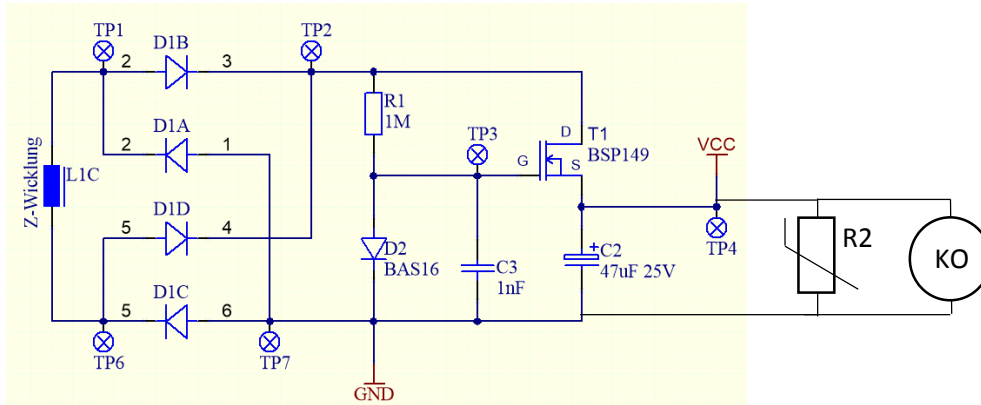 TP1
D1B
TP2
2
3
R1
1M
D1A
2
1
TP3
D
T1
BSP149
G
S
VCC
Z-Wicklung
L1C
D1D
5
4
D2
BAS16
C3
1nF
+
C2
47uF 25V
TP4
R2
KO
D1C
5
6
TP6
TP7
GND